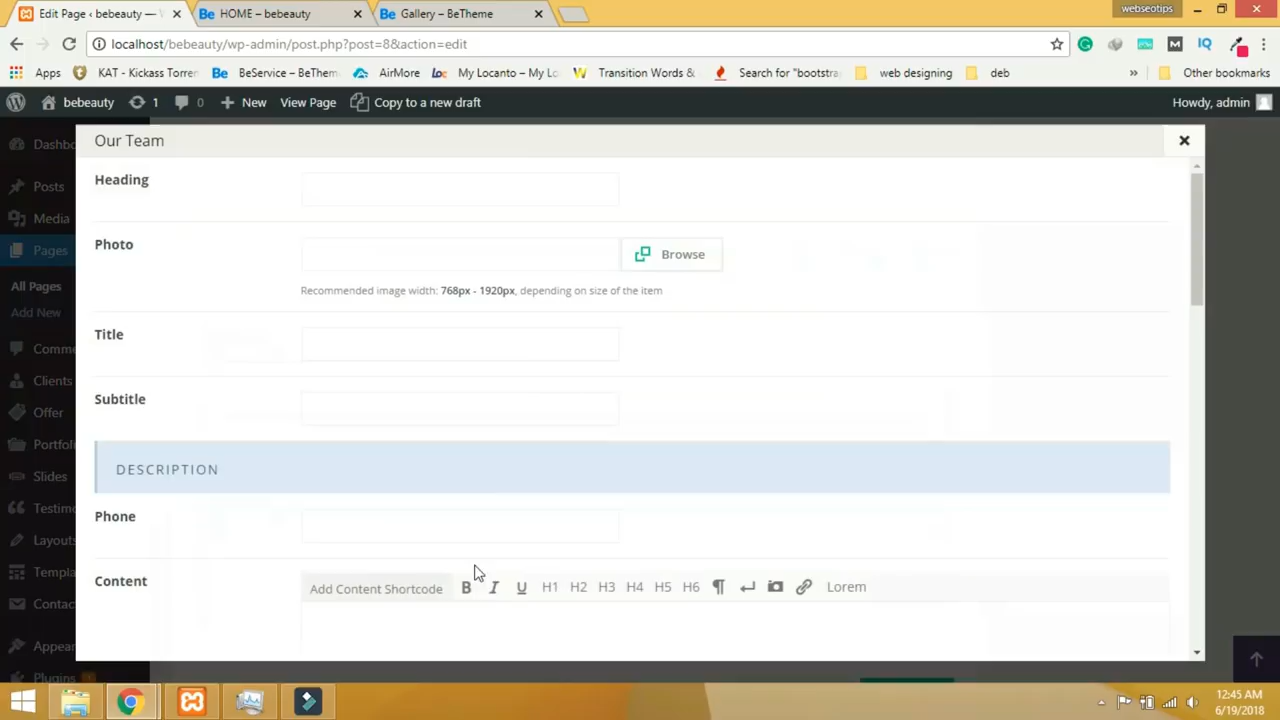 Edit Page ‹ bebeauty —
HOME – bebeauty
Gallery – BeTheme
webseotips
localhost/bebeauty/wp-admin/post.php?post=8&action=edit
Apps
KAT - Kickass Torren
BeService – BeThem
AirMore
My Locanto – My Lo
Transition Words &
Search for "bootstra
web designing
deb
»
Other bookmarks
bebeauty
1
0
New
View Page
Copy to a new draft
Howdy, admin
Our Team
Dashb
Posts
Media
Pages
All Pages
Add New
Comme
Clients
Offer
Portfoli
Slides
Testimo
Layouts
Templa
Contac
Appear
Plugins
Heading
Photo
Browse
Recommended image width: 768px - 1920px, depending on size of the item
Title
Subtitle
DESCRIPTION
Phone
Content
Add Content Shortcode
B I U H1 H2 H3 H4 H5 H6
Lorem
12:45 AM
6/19/2018